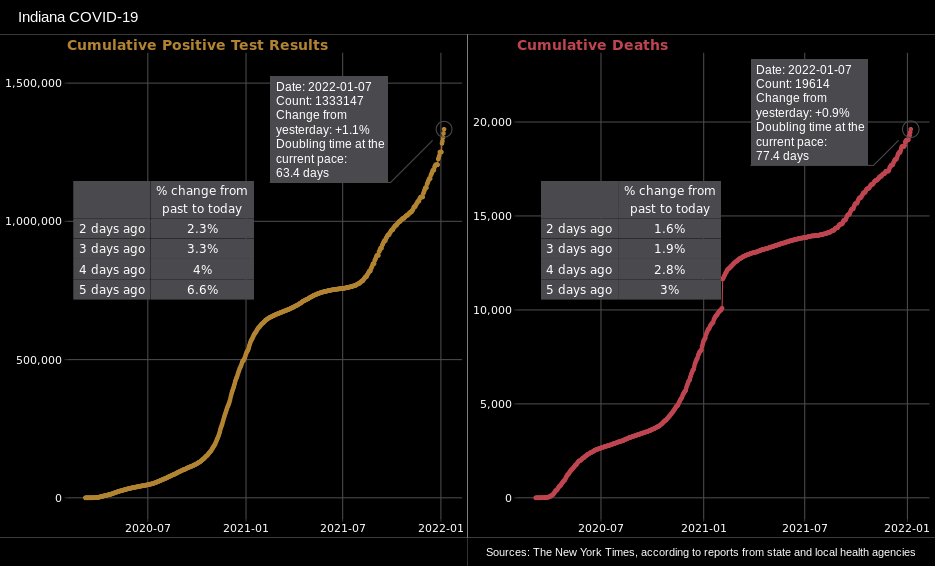 Indiana COVID-19
Cumulative Positive Test Results
1,500,000
1,000,000
500,000
0
2020-07
2021-01
2021-07
2022-01
Date: 2022-01-07
Count: 1333147
Change from
yesterday: +1.1%
Doubling time at the
current pace:
63.4 days
% change from
past to today
2 days ago 2.3%
3 days ago 3.3%
4 days ago 4%
5 days ago 6.6%
Cumulative Deaths
20,000
15,000
10,000
5,000
0
2020-07
2021-01
2021-07
2022-01
Date: 2022-01-07
Count: 19614
Change from
yesterday: +0.9%
Doubling time at the
current pace:
77.4 days
% change from
past to today
2 days ago 1.6%
3 days ago 1.9%
4 days ago 2.8%
5 days ago 3%
Sources: The New York Times, according to reports from state and local health agencies